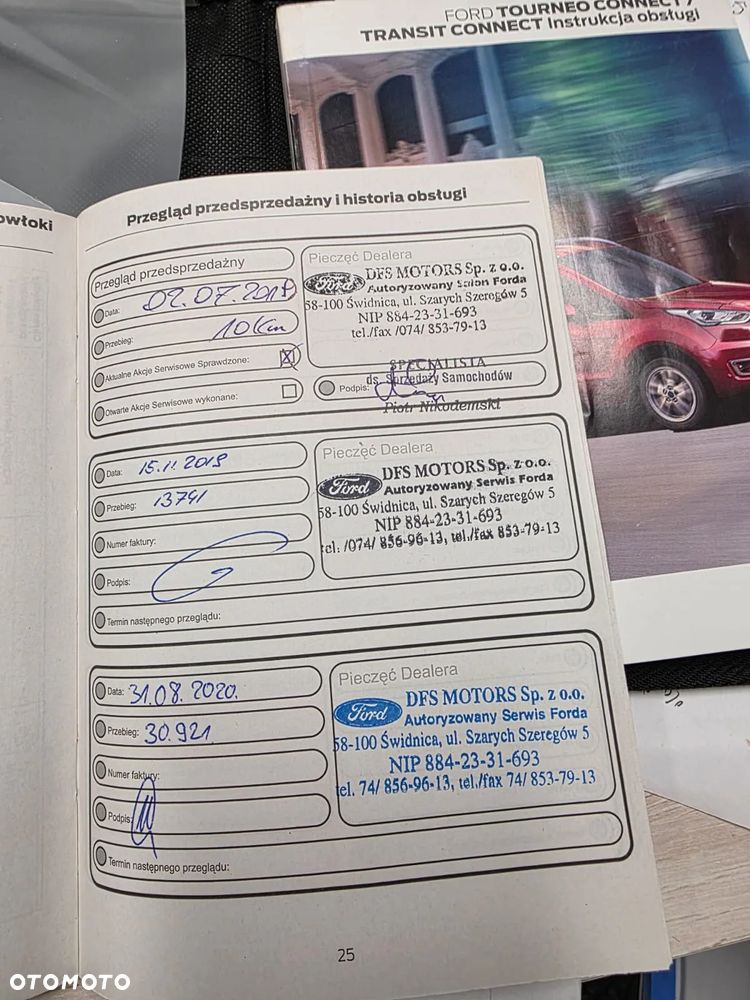 FORD TOURNEO CONNECT /
TRANSIT CONNECT Instrukcja obsługi
owłoki
Przegląd przedsprzedażny i historia obsługi
Przegląd przedsprzedażny
Data: 02.07.2018
Przebieg: 10 km
Aktualne Akcje Serwisowe Sprawdzone:
Otwarte Akcje Serwisowe wykonane:
Pieczęć Dealera
Ford
DFS MOTORS Sp. z o.o.
Autoryzowany Salon Forda
58-100 Świdnica, ul. Szarych Szeregów 5
NIP 884-23-31-693
tel./fax /074/ 853-79-13
SPECJALISTA
ds. Sprzedaży Samochodów
Podpis:
Piotr Nikodemski
Data: 15.11.2019
Przebieg: 13741
Numer faktury:
Podpis:
Termin następnego przeglądu:
Pieczęć Dealera
Ford
DFS MOTORS Sp. z o.o.
Autoryzowany Serwis Forda
58-100 Świdnica, ul. Szarych Szeregów 5
NIP 884-23-31-693
tel. /074/ 856-96-13, tel./fax 853-79-13
Data: 31.08.2020.
Przebieg: 30.921
Numer faktury:
Podpis:
Termin następnego przeglądu:
Pieczęć Dealera
Ford
DFS MOTORS Sp. z o.o.
Autoryzowany Serwis Forda
58-100 Świdnica, ul. Szarych Szeregów 5
NIP 884-23-31-693
tel. 74/ 856-96-13, tel./fax 74/ 853-79-13
25
OTOMOTO